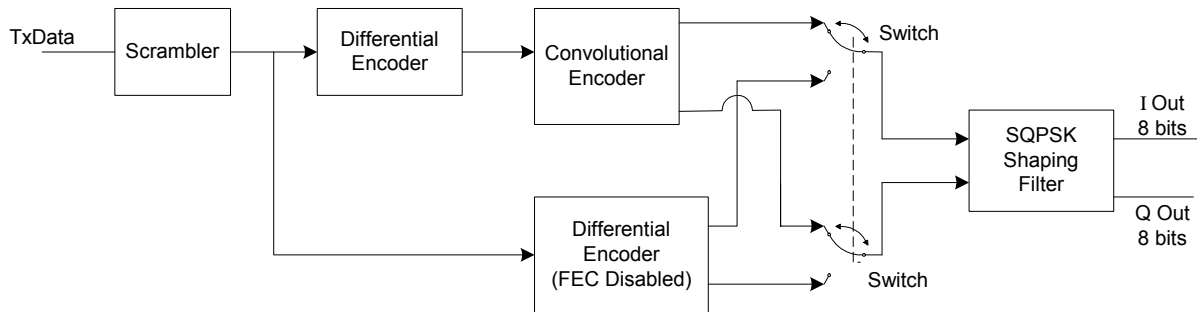 TxData
Scrambler
Differential
Encoder
Convolutional
Encoder
Switch
SQPSK
Shaping
Filter
I Out
8 bits
Q Out
8 bits
Differential
Encoder
(FEC Disabled)
Switch